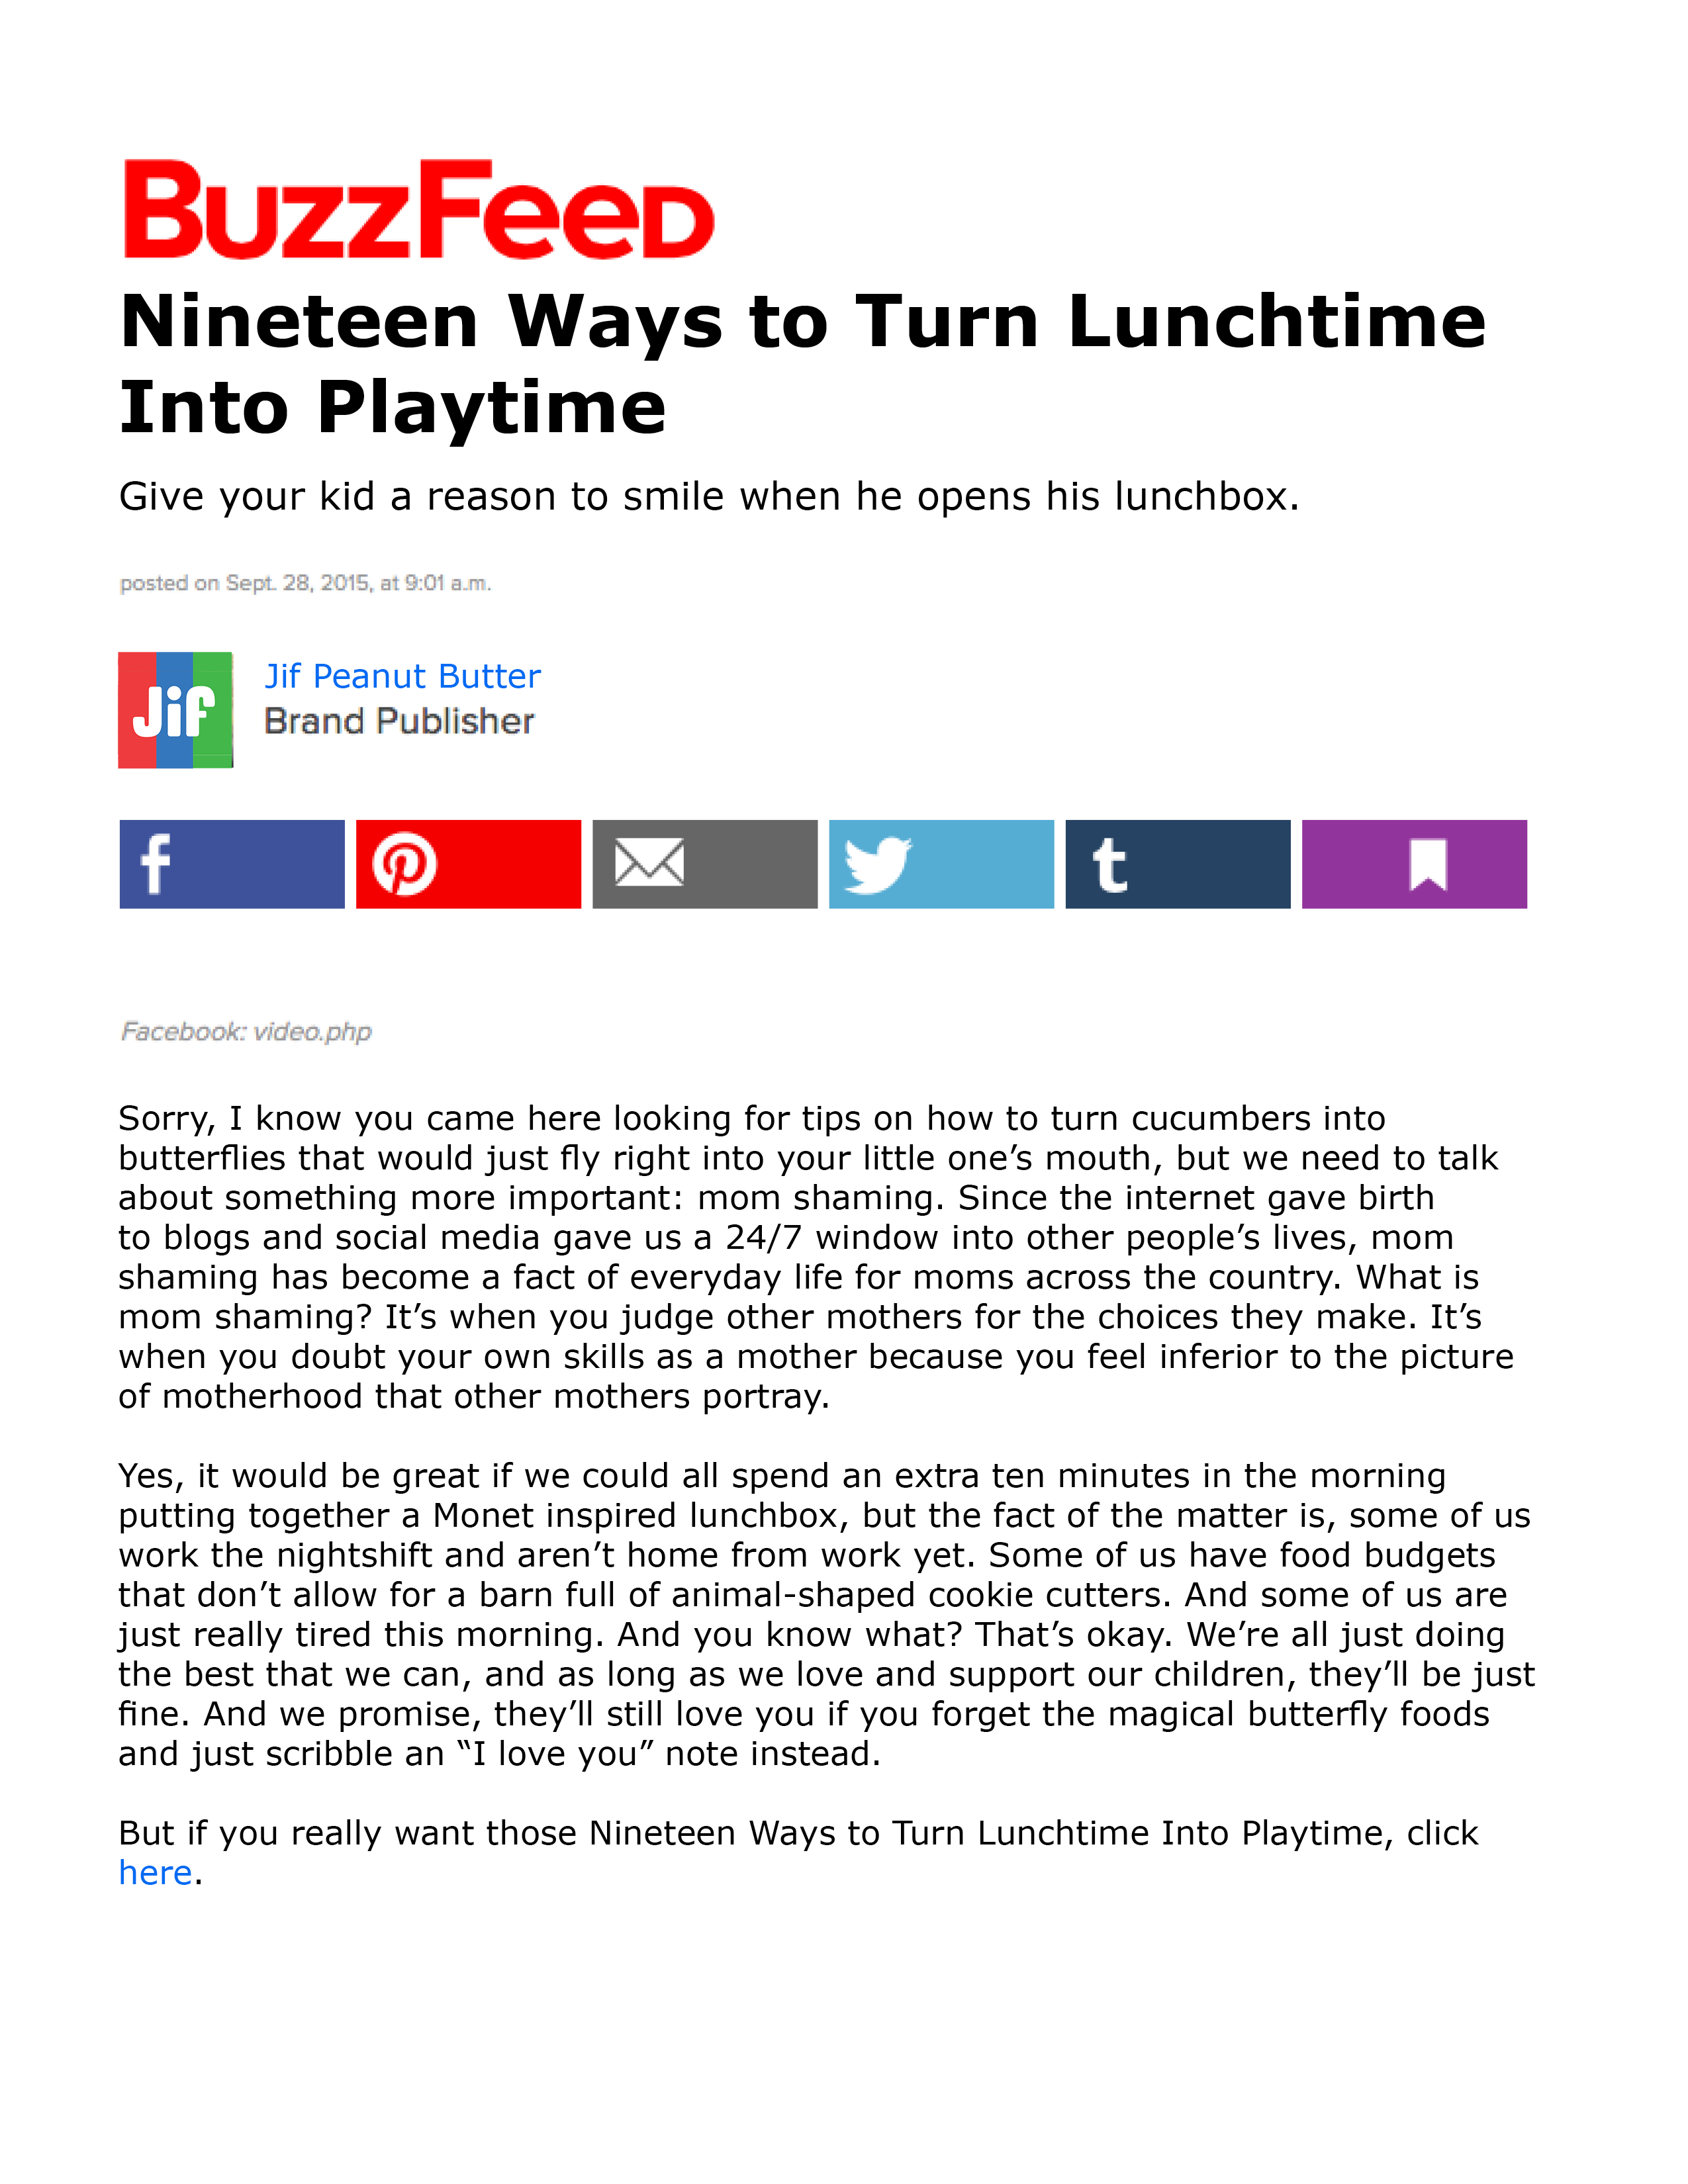 BuzzFeed
Nineteen Ways to Turn Lunchtime
Into Playtime
Give your kid a reason to smile when he opens his lunchbox.
posted on Sept. 28, 2015, at 9:01 a.m.
Jif
Jif Peanut Butter
Brand Publisher
Facebook: video.php
Sorry, I know you came here looking for tips on how to turn cucumbers into
butterflies that would just fly right into your little one’s mouth, but we need to talk
about something more important: mom shaming. Since the internet gave birth
to blogs and social media gave us a 24/7 window into other people’s lives, mom
shaming has become a fact of everyday life for moms across the country. What is
mom shaming? It’s when you judge other mothers for the choices they make. It’s
when you doubt your own skills as a mother because you feel inferior to the picture
of motherhood that other mothers portray.
Yes, it would be great if we could all spend an extra ten minutes in the morning
putting together a Monet inspired lunchbox, but the fact of the matter is, some of us
work the nightshift and aren’t home from work yet. Some of us have food budgets
that don’t allow for a barn full of animal-shaped cookie cutters. And some of us are
just really tired this morning. And you know what? That’s okay. We’re all just doing
the best that we can, and as long as we love and support our children, they’ll be just
fine. And we promise, they’ll still love you if you forget the magical butterfly foods
and just scribble an “I love you” note instead.
But if you really want those Nineteen Ways to Turn Lunchtime Into Playtime, click
here.